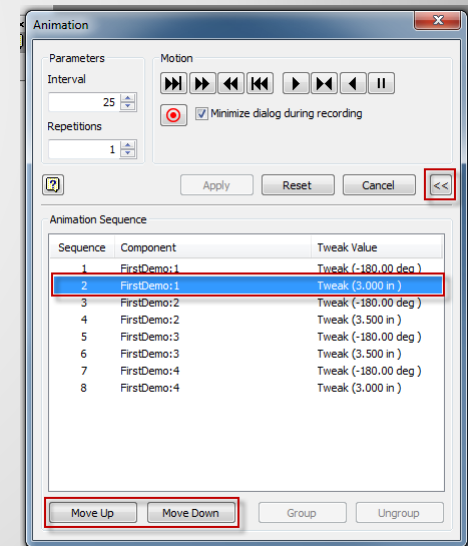 Animation
Parameters
Motion
Interval
25
Minimize dialog during recording
Repetitions
1
Apply Reset Cancel <<
Animation Sequence
Sequence Component Tweak Value
1 FirstDemo:1 Tweak (-180.00 deg )
2 FirstDemo:1 Tweak (3.000 in )
3 FirstDemo:2 Tweak (-180.00 deg )
4 FirstDemo:2 Tweak (3.500 in )
5 FirstDemo:3 Tweak (-180.00 deg )
6 FirstDemo:3 Tweak (3.500 in )
7 FirstDemo:4 Tweak (-180.00 deg )
8 FirstDemo:4 Tweak (3.000 in )
Move Up Move Down Group Ungroup